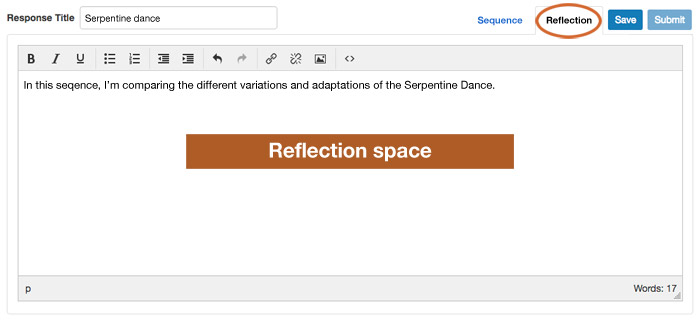 Response Title Serpentine dance Sequence Reflection Save Submit
B I U <>
In this seqence, I'm comparing the different variations and adaptations of the Serpentine Dance.
Reflection space
p Words: 17